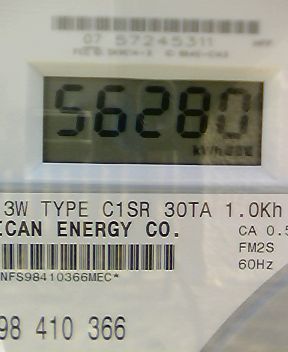 07 57245311
56280
kWh
3W TYPE C1SR 30TA 1.0Kh
ICAN ENERGY CO.
CA 0.5
FM2S
60Hz
NFS98410366MEC*
98 410 366